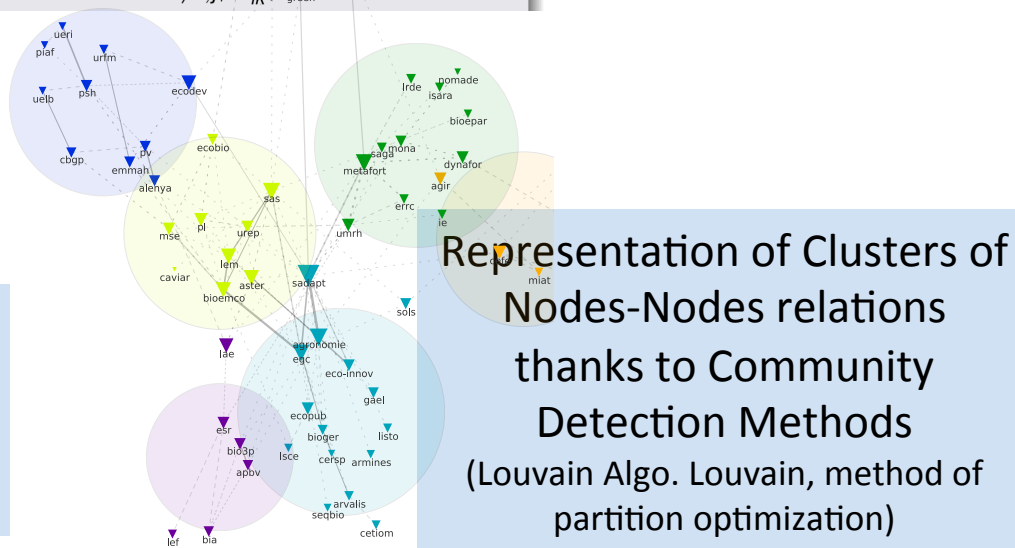 ueri
piaf
urfm
uelb
psh
ecodev
cbgp
pv
emmah
alenya
ecobio
sas
mse
pl
urep
lem
caviar
aster
bioemco
lrde
nomade
isara
bioepar
saga
mona
metafort
dynafor
agir
errc
ie
umrh
miat
sadapt
sols
agronomie
egc
eco-innov
gael
ecopub
bioger
listo
lsce
cersp
armines
arvalis
seqbio
cetiom
lae
esr
bio3p
apbv
lef
bia
Representation of Clusters of
Nodes-Nodes relations
thanks to Community
Detection Methods
(Louvain Algo. Louvain, method of
partition optimization)